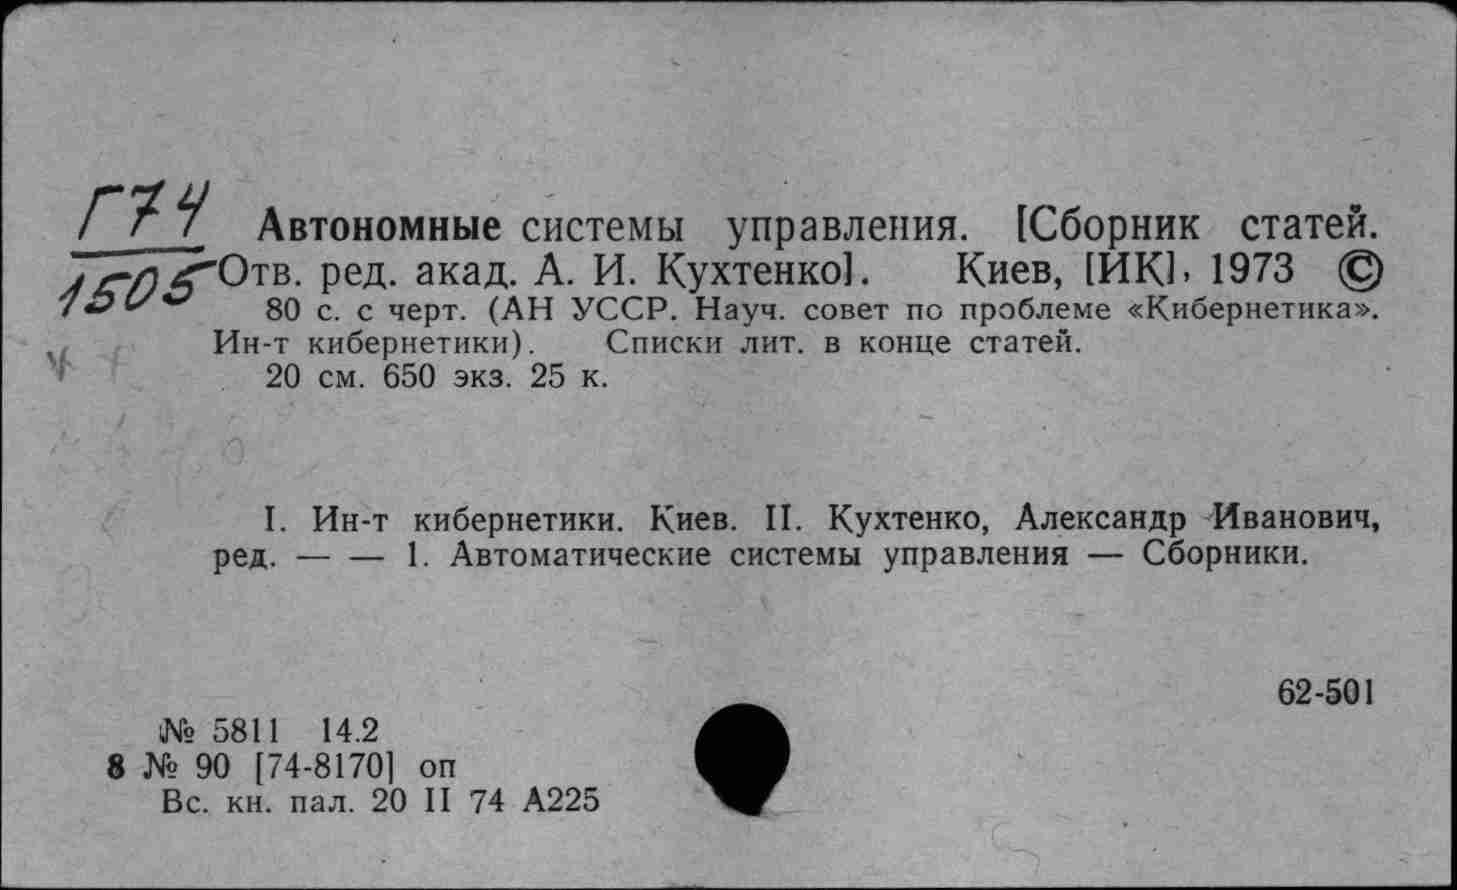 Г74
1505
Автономные системы управления. [Сборник статей.
Отв. ред. акад. А. И. Кухтенко]. Киев, [ИК], 1973 ©
80 с. с черт. (АН УССР. Науч. совет по проблеме «Кибернетика».
Ин-т кибернетики). Списки лит. в конце статей.
20 см. 650 экз. 25 к.
I. Ин-т кибернетики. Киев. II. Кухтенко, Александр Иванович,
ред. — — 1. Автоматические системы управления — Сборники.
62-501
№ 5811 14.2
8 № 90 [74-8170] оп
Вс. кн. пал. 20 II 74 А225